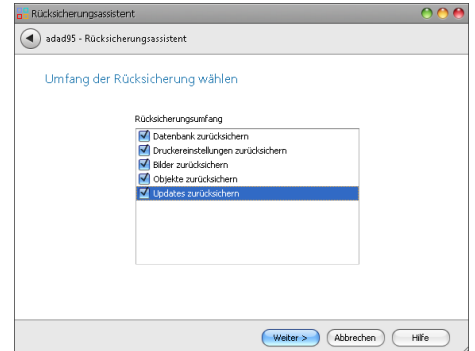 Rücksicherungsassistent
adad95 - Rücksicherungsassistent
Umfang der Rücksicherung wählen
Rücksicherungsumfang
Datenbank zurücksichern
Druckereinstellungen zurücksichern
Bilder zurücksichern
Objekte zurücksichern
Updates zurücksichern
Weiter > Abbrechen Hilfe